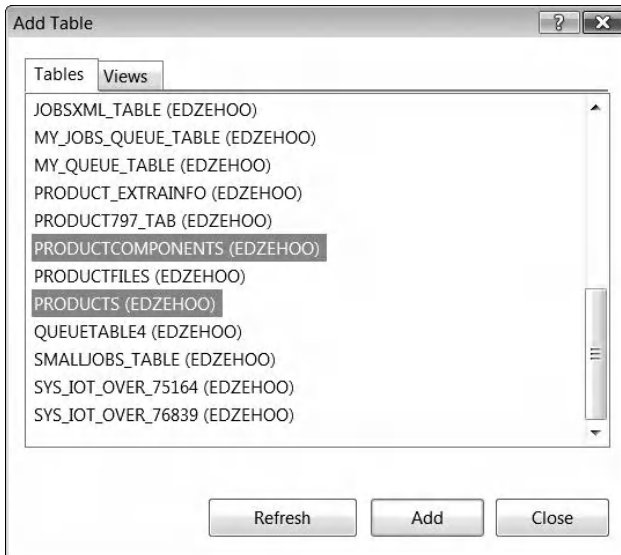 Add Table
?
Tables Views
JOBSXML_TABLE (EDZEHOO)
MY_JOBS_QUEUE_TABLE (EDZEHOO)
MY_QUEUE_TABLE (EDZEHOO)
PRODUCT_EXTRAINFO (EDZEHOO)
PRODUCT797_TAB (EDZEHOO)
PRODUCTCOMPONENTS (EDZEHOO)
PRODUCTFILES (EDZEHOO)
PRODUCTS (EDZEHOO)
QUEUETABLE4 (EDZEHOO)
SMALLJOBS_TABLE (EDZEHOO)
SYS_IOT_OVER_75164 (EDZEHOO)
SYS_IOT_OVER_76839 (EDZEHOO)
Refresh Add Close